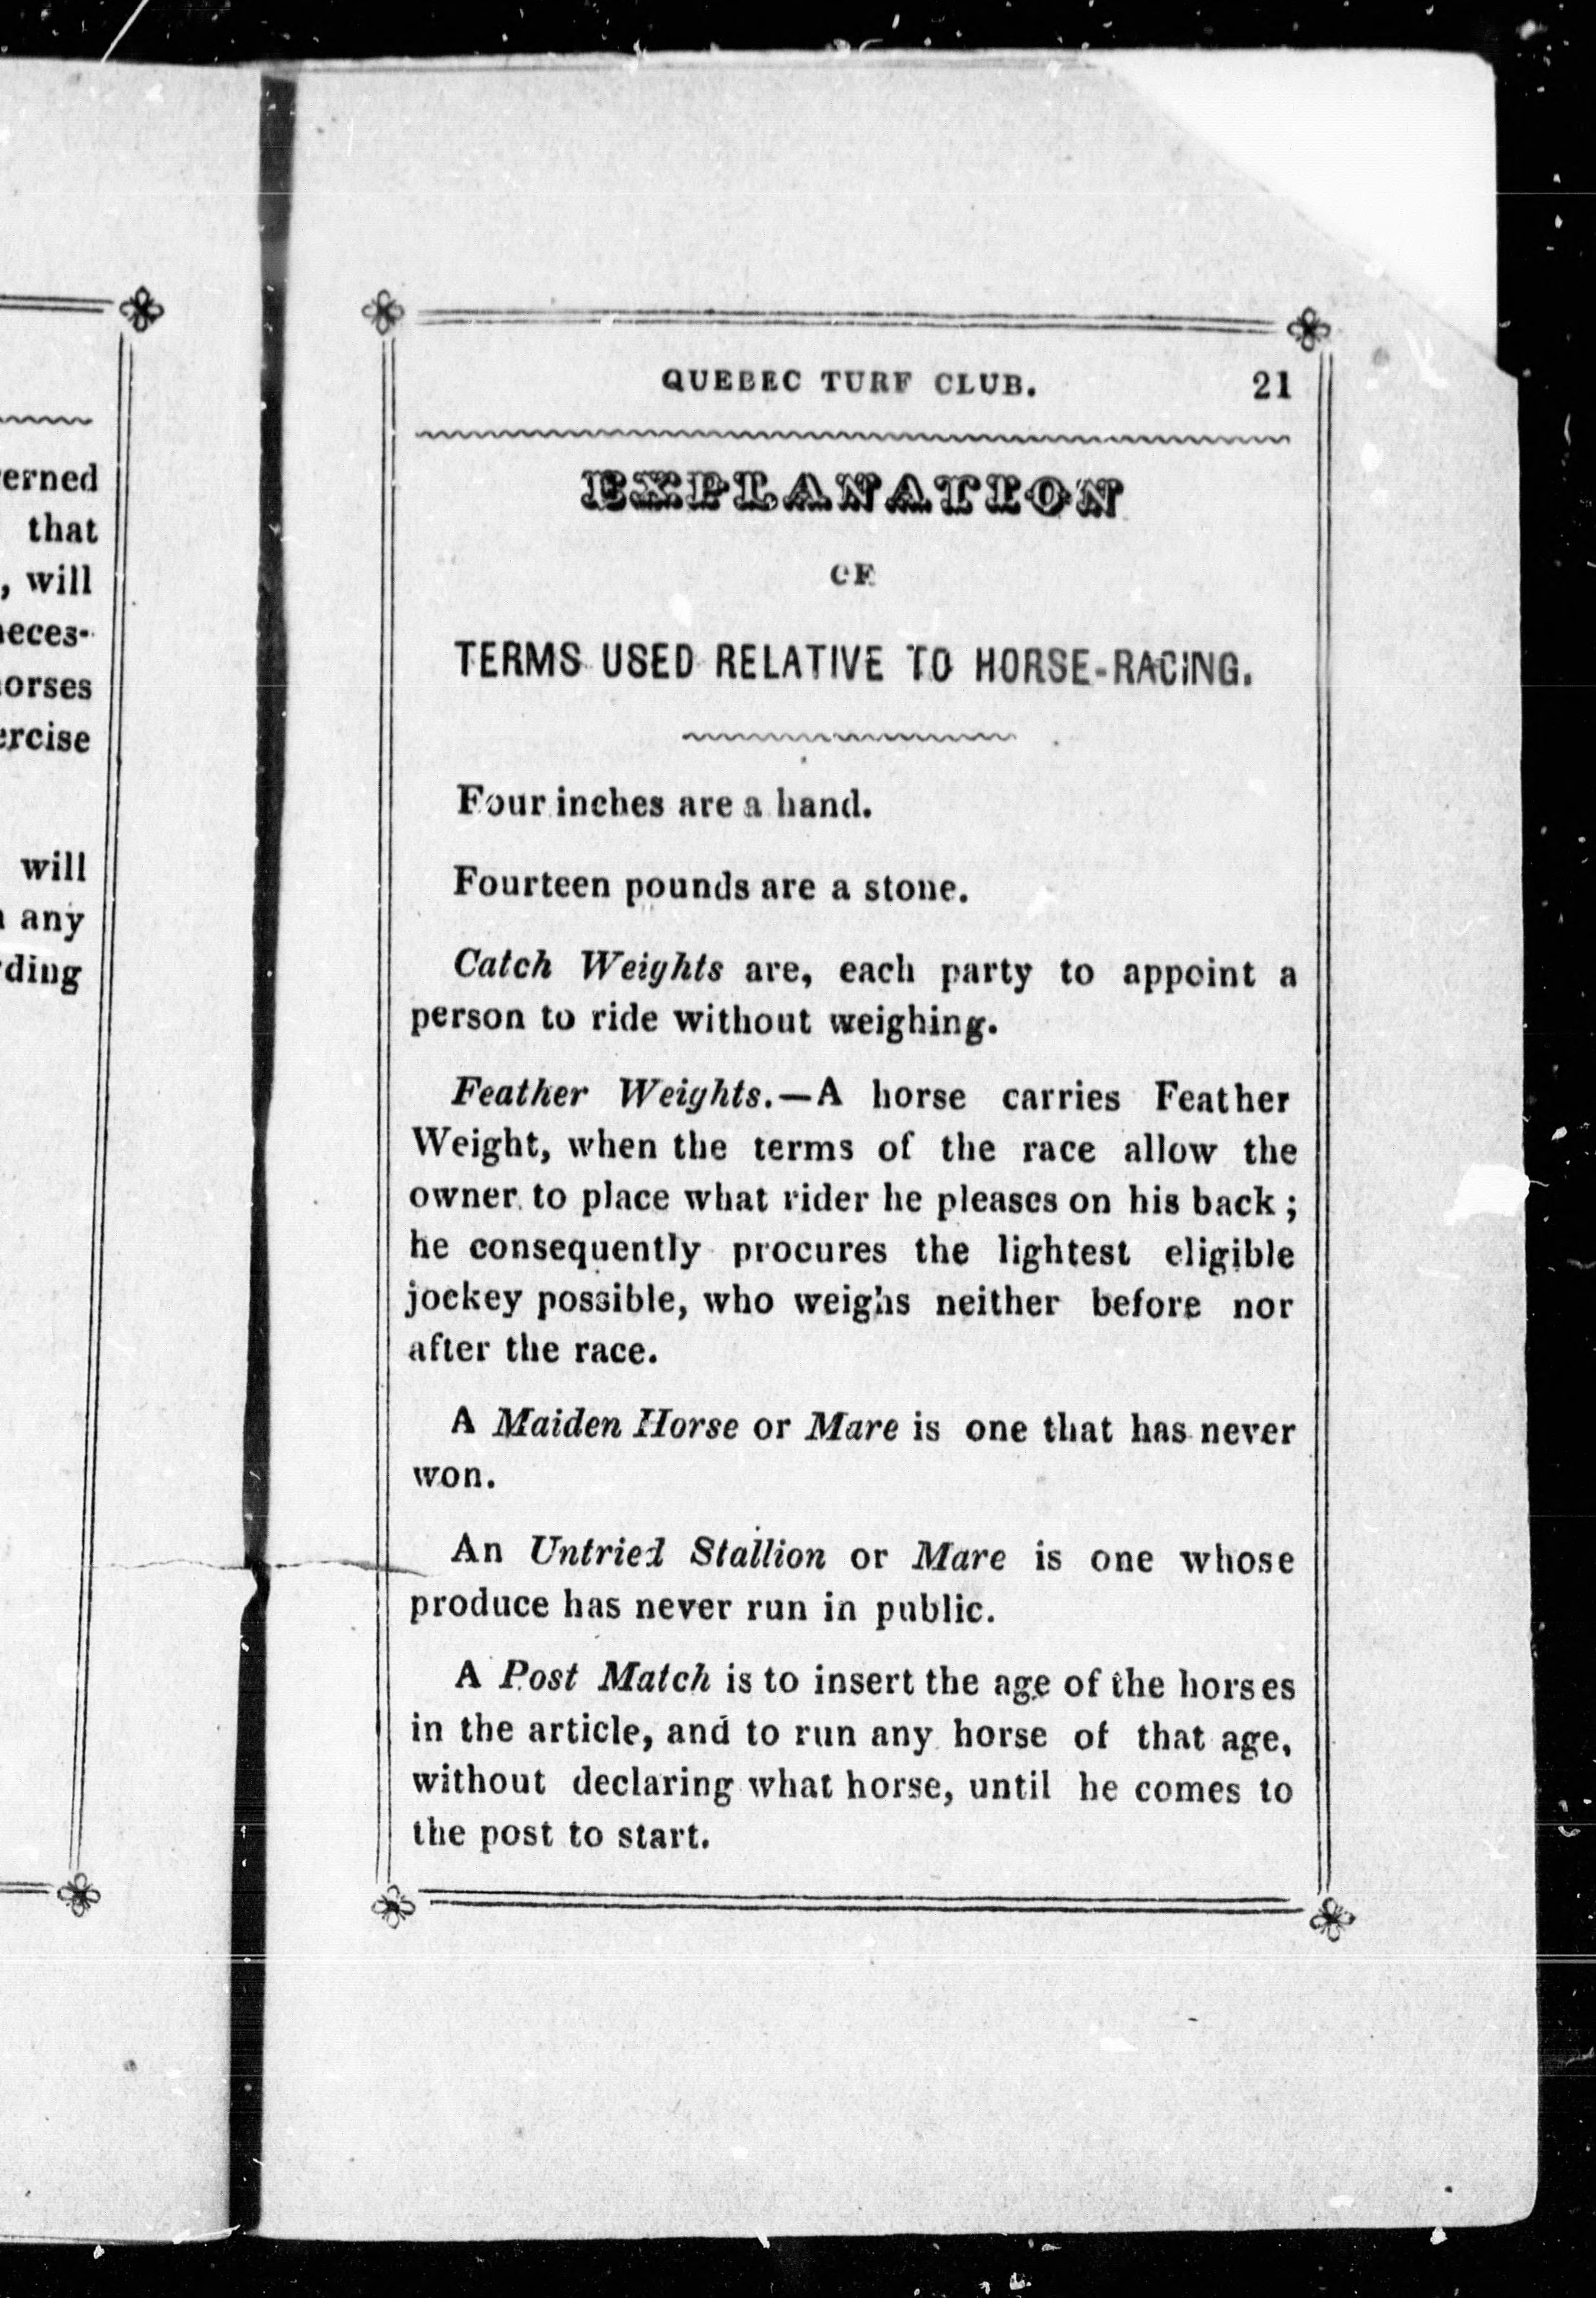 erned
that
, will
neces-
horses
ercise
will
any
ding
QUEBEC TURF CLUB. 21
EXPLANATION
OF
TERMS USED RELATIVE TO HORSE-RACING.
Four inches are a hand.
Fourteen pounds are a stone.
Catch Weights are, each party to appoint a
person to ride without weighing.
Feather Weights.—A horse carries Feather
Weight, when the terms of the race allow the
owner to place what rider he pleases on his back ;
he consequently procures the lightest eligible
jockey possible, who weighs neither before nor
after the race.
A Maiden Horse or Mare is one that has never
won.
An Untried Stallion or Mare is one whose
produce has never run in public.
A Post Match is to insert the age of the horses
in the article, and to run any horse of that age,
without declaring what horse, until he comes to
the post to start.